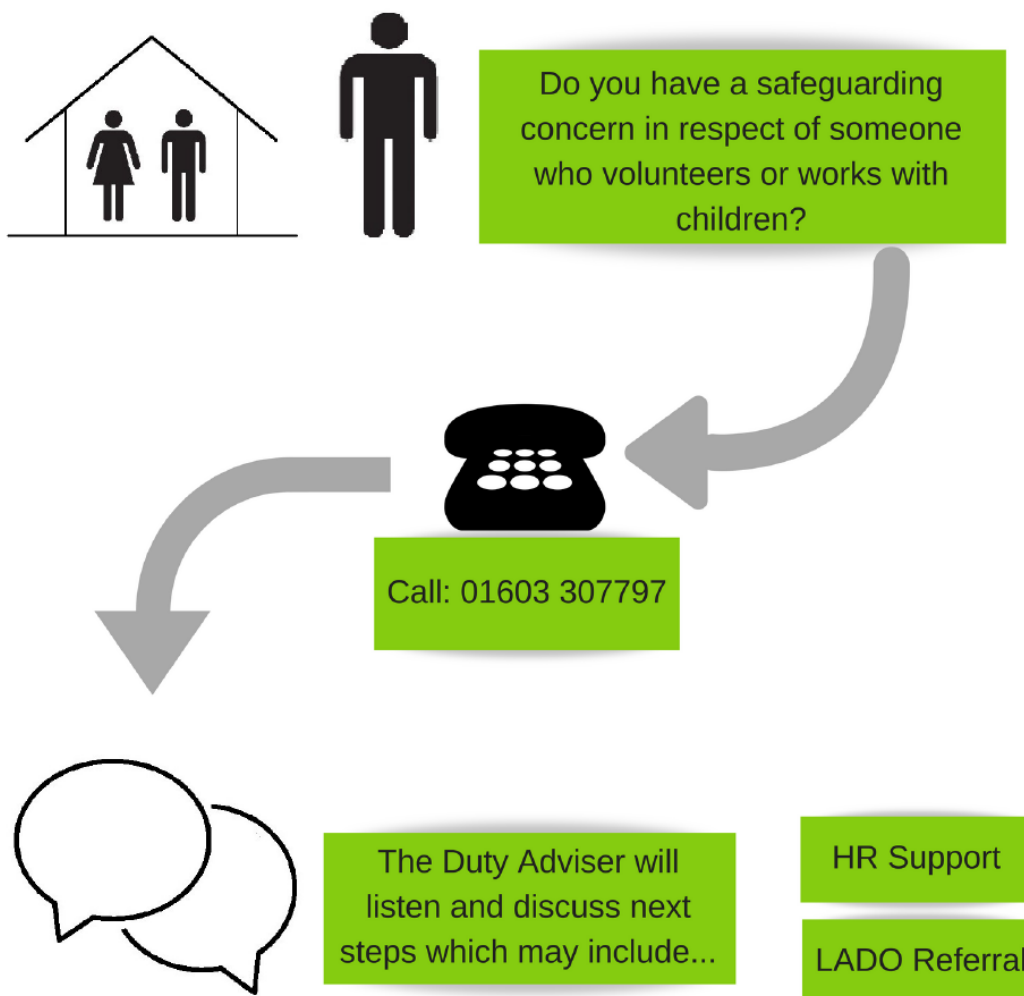 Do you have a safeguarding
concern in respect of someone
who volunteers or works with
children?
Call: 01603 307797
The Duty Adviser will
listen and discuss next
steps which may include...
HR Support
LADO Referral